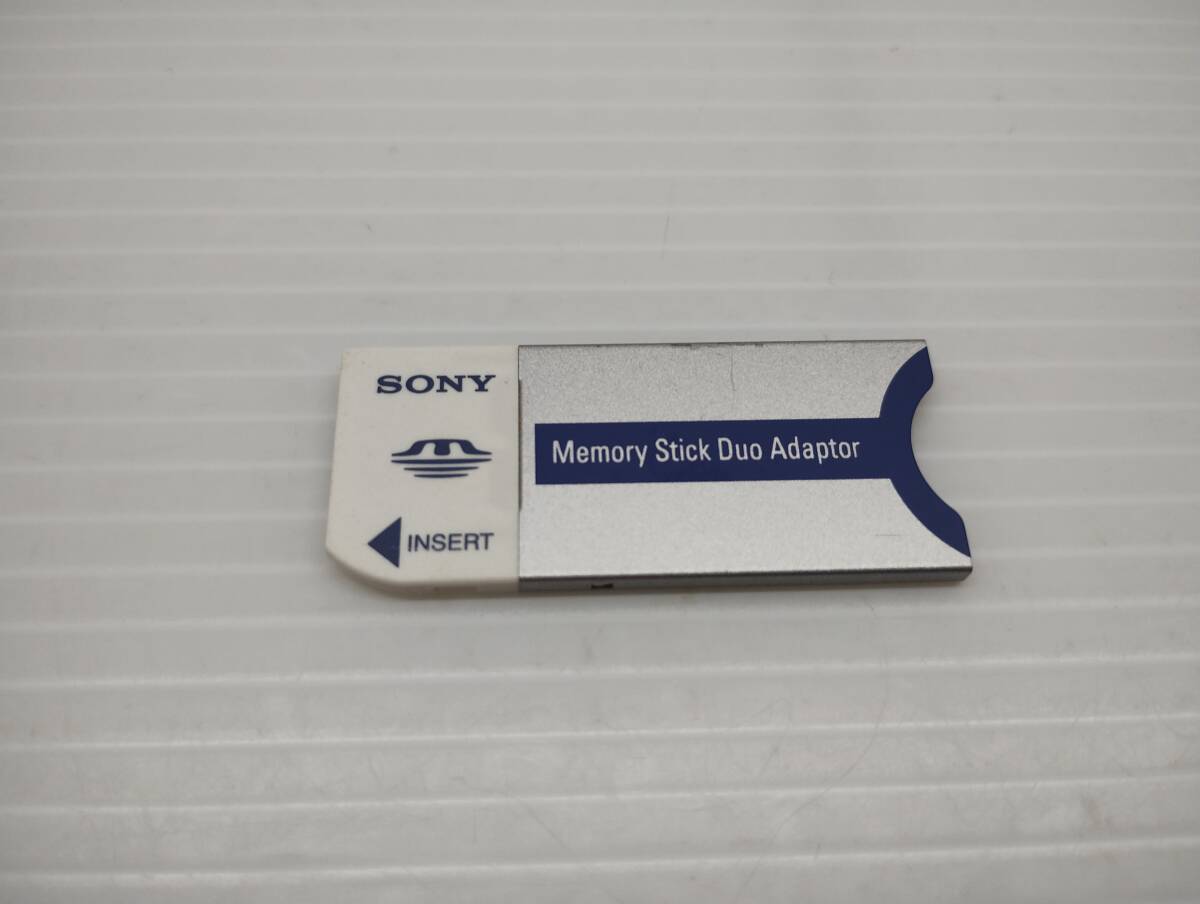 SONY
Memory Stick Duo Adaptor
INSERT